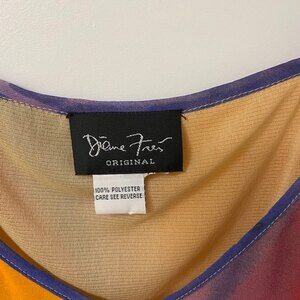 Diane Freis
ORIGINAL
100% POLYESTER
CARE SEE REVERSE